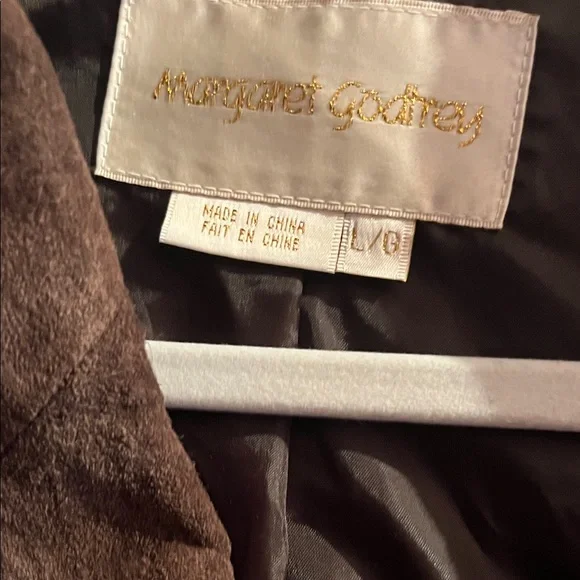 Margaret Godfrey
MADE IN CHINA
FAIT EN CHINE
L/G